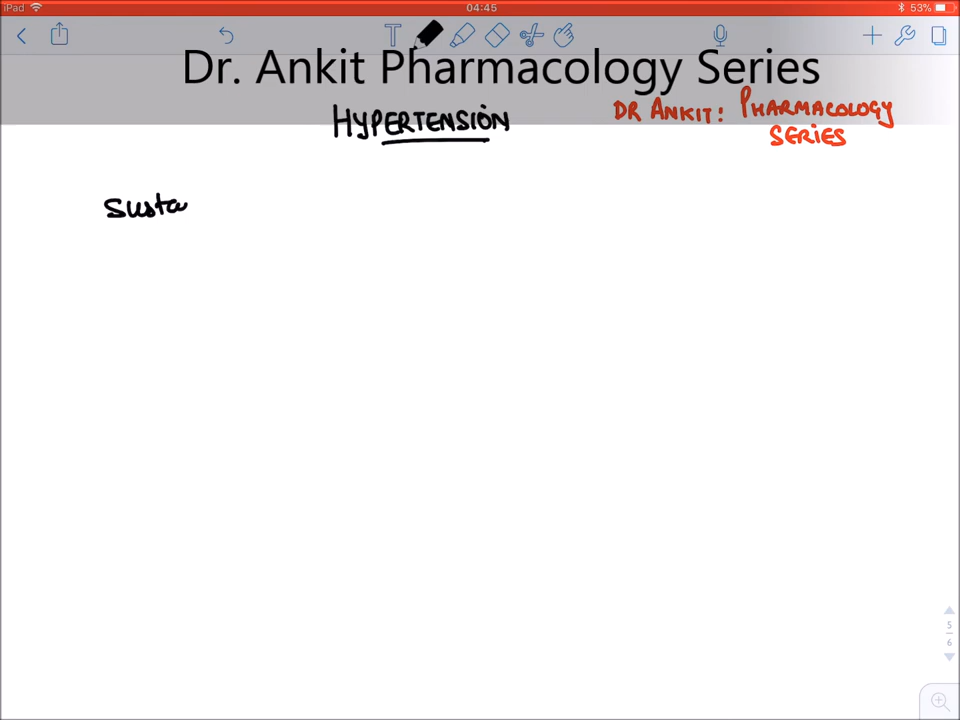 iPad 04:45 53%
T
Dr. Ankit Pharmacology Series
HYPERTENSION
DR ANKIT: PHARMACOLOGY
SERIES
Susta
5
6